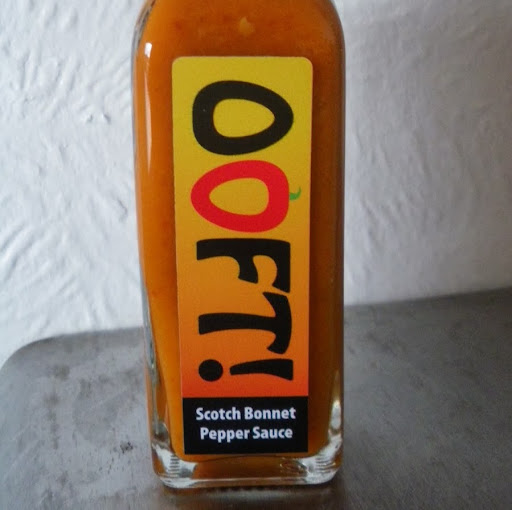 OOFT!
Scotch Bonnet
Pepper Sauce